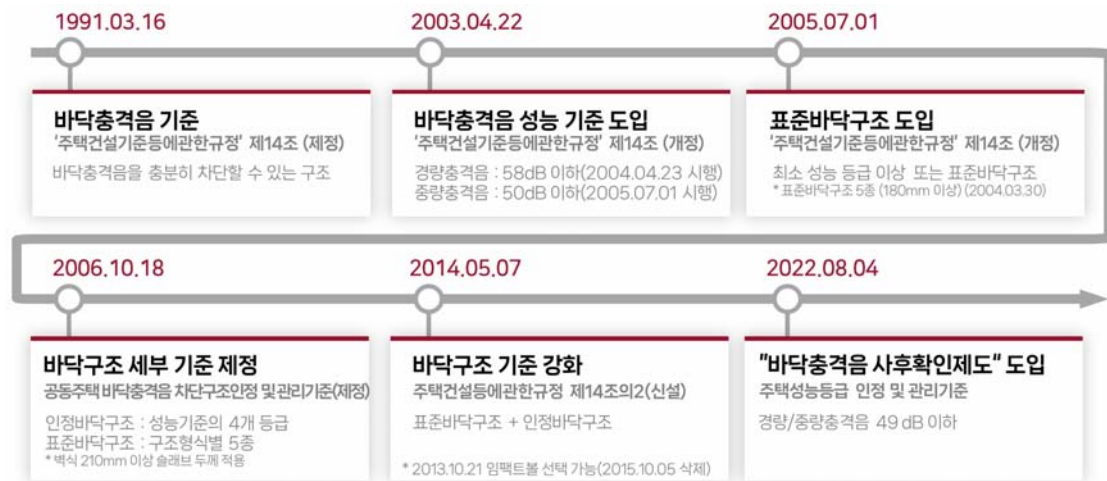 1991.03.16
바닥충격음 기준
'주택건설기준등에관한규정' 제14조 (제정)
바닥충격음을 충분히 차단할 수 있는 구조
2003.04.22
바닥충격음 성능 기준 도입
'주택건설기준등에관한규정' 제14조 (개정)
경량충격음 : 58dB 이하(2004.04.23 시행)
중량충격음 : 50dB 이하(2005.07.01 시행)
2005.07.01
표준바닥구조 도입
'주택건설기준등에관한규정' 제14조 (개정)
최소 성능 등급 이상 또는 표준바닥구조
* 표준바닥구조 5종 (180mm 이상) (2004.03.30)
2006.10.18
바닥구조 세부 기준 제정
공동주택 바닥충격음 차단구조인정 및 관리기준(제정)
인정바닥구조 : 성능기준의 4개 등급
표준바닥구조 : 구조형식별 5종
* 벽식 210mm 이상 슬래브 두께 적용
2014.05.07
바닥구조 기준 강화
주택건설등에관한규정 제14조의2(신설)
표준바닥구조 + 인정바닥구조
* 2013.10.21 임팩트볼 선택 가능(2015.10.05 삭제)
2022.08.04
"바닥충격음 사후확인제도" 도입
주택성능등급 인정 및 관리기준
경량/중량충격음 49 dB 이하